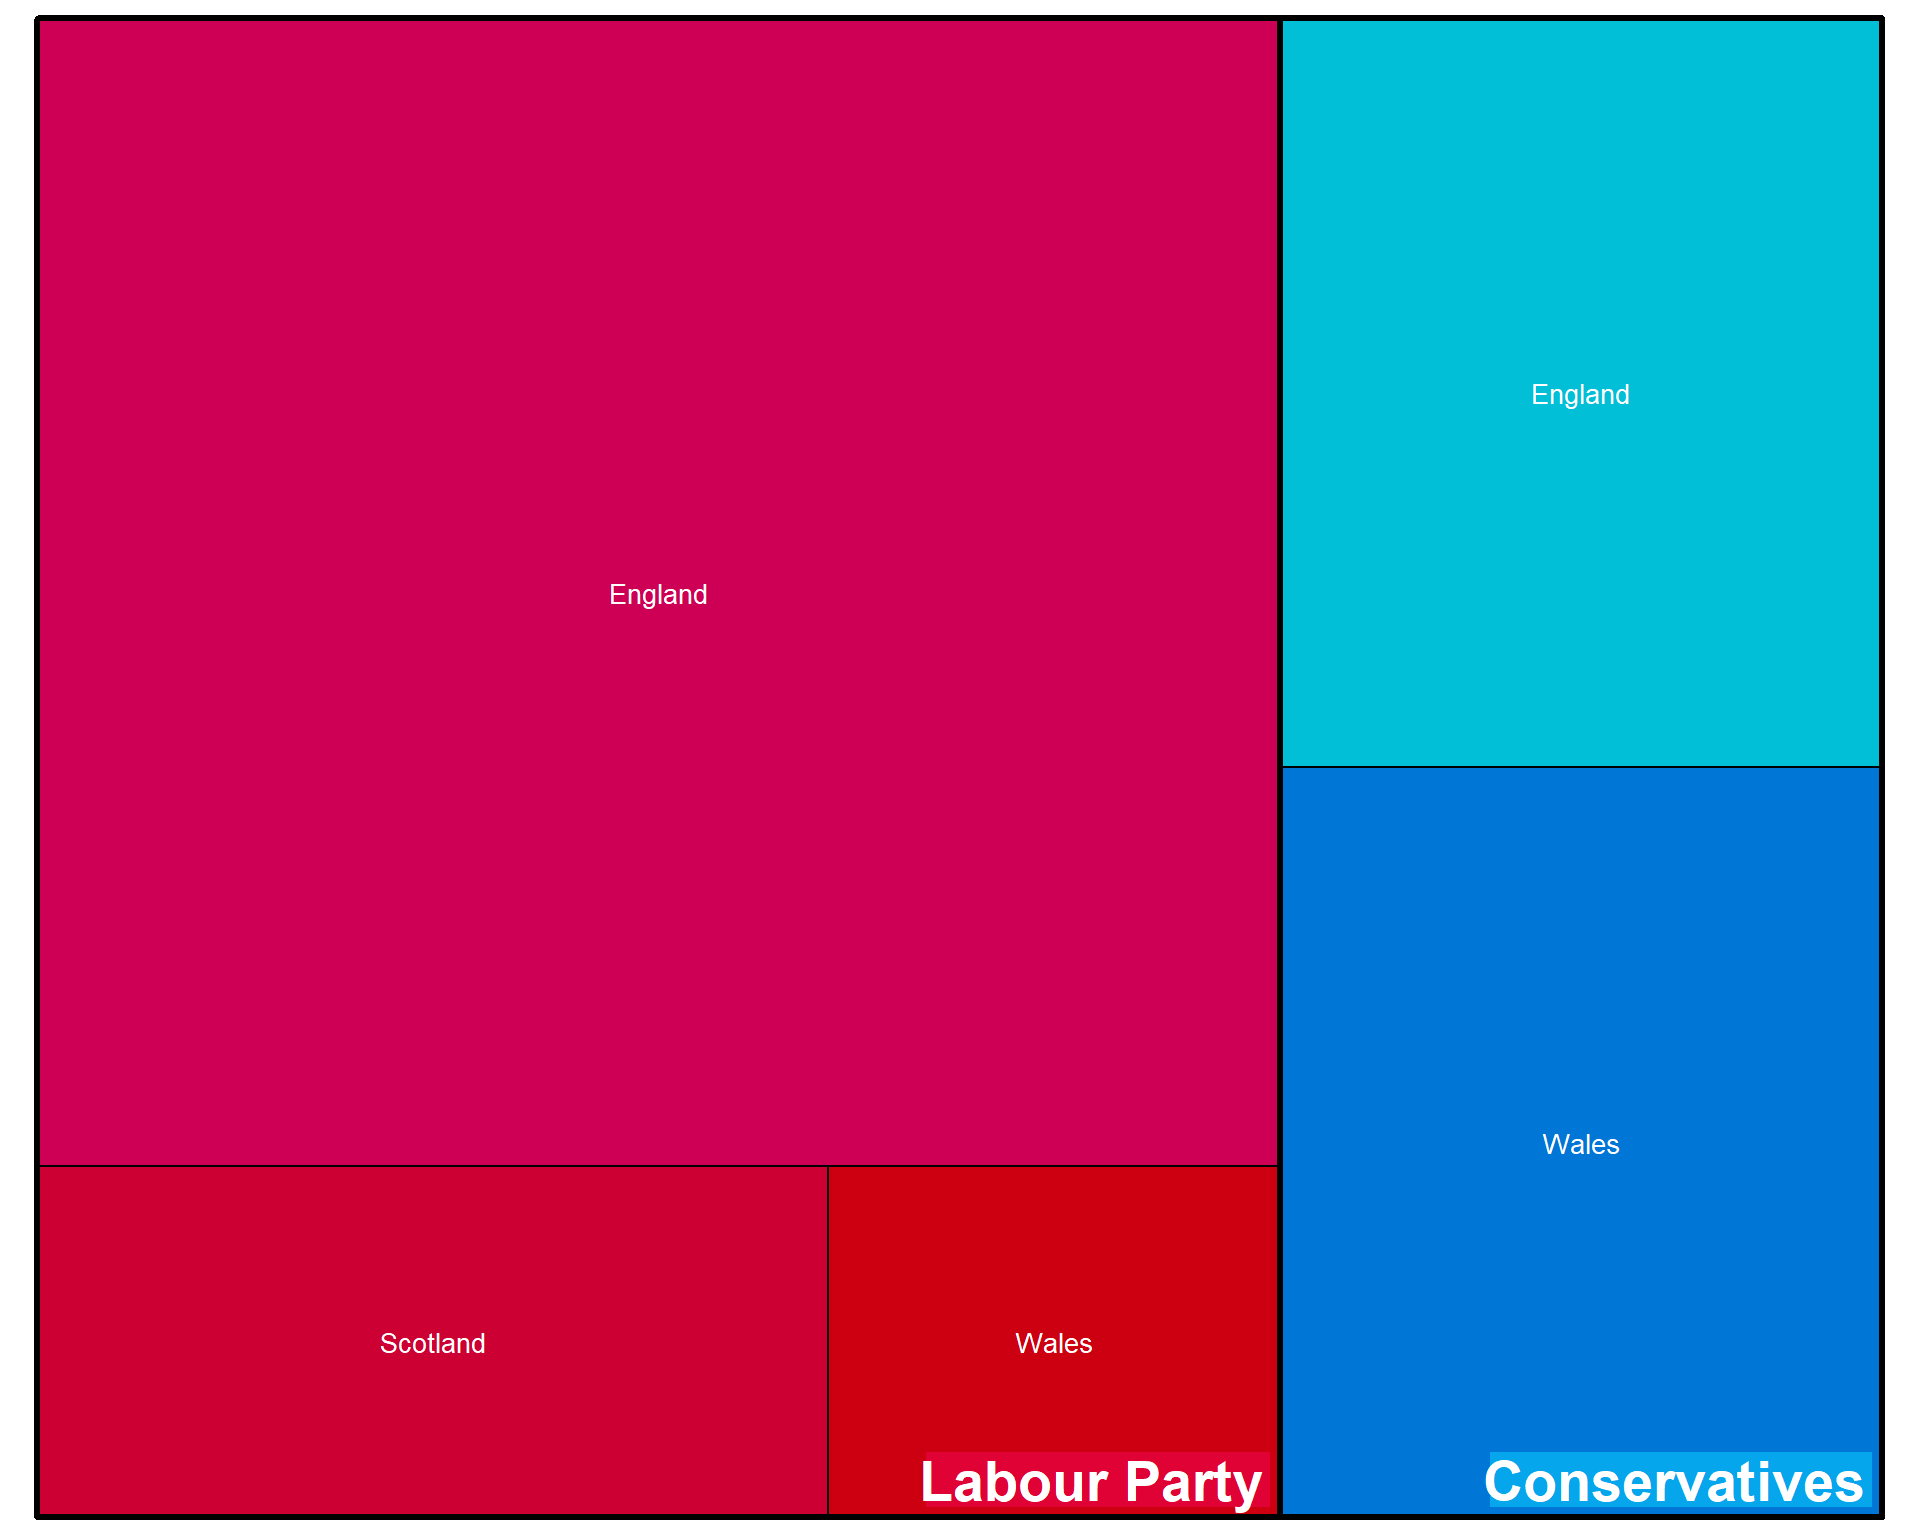 England
Scotland
Wales
Labour Party
England
Wales
Conservatives